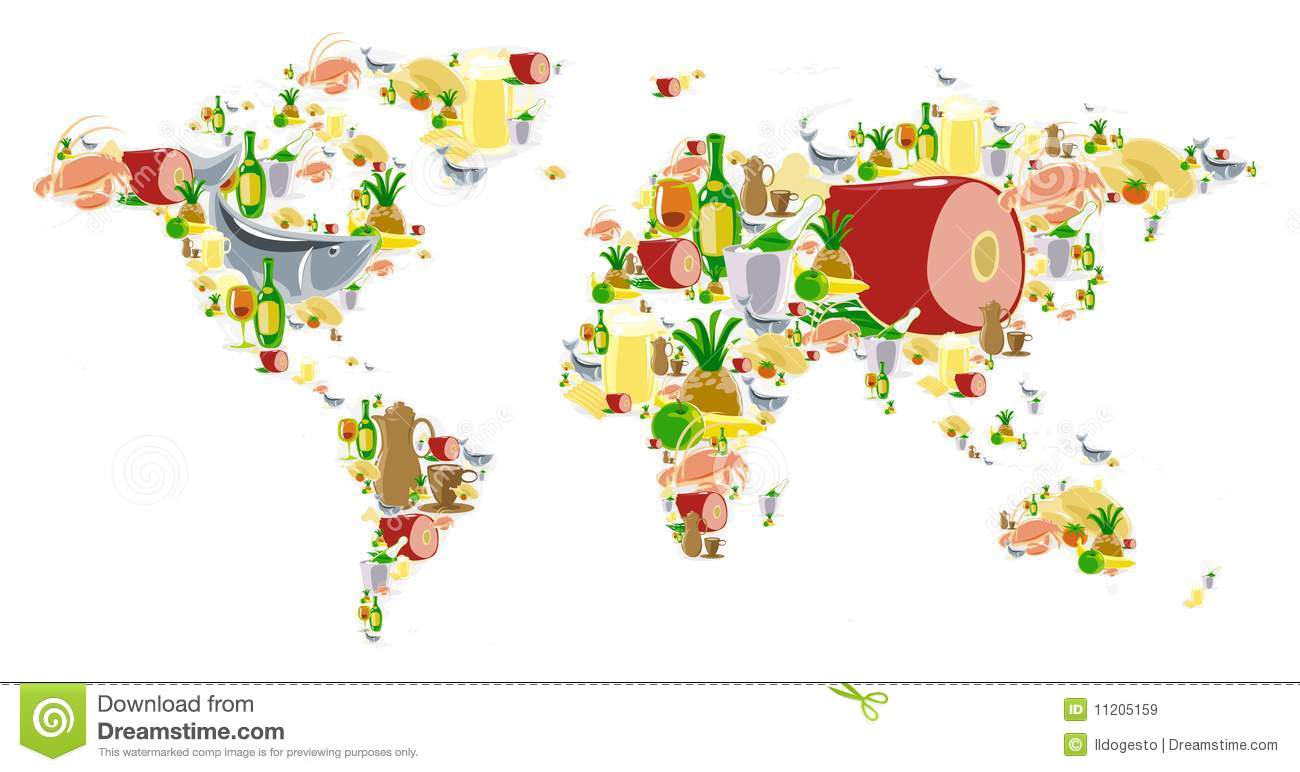 Download from
Dreamstime.com
This watermarked comp image is for previewing purposes only.
ID 11205159
© Ildogesto | Dreamstime.com